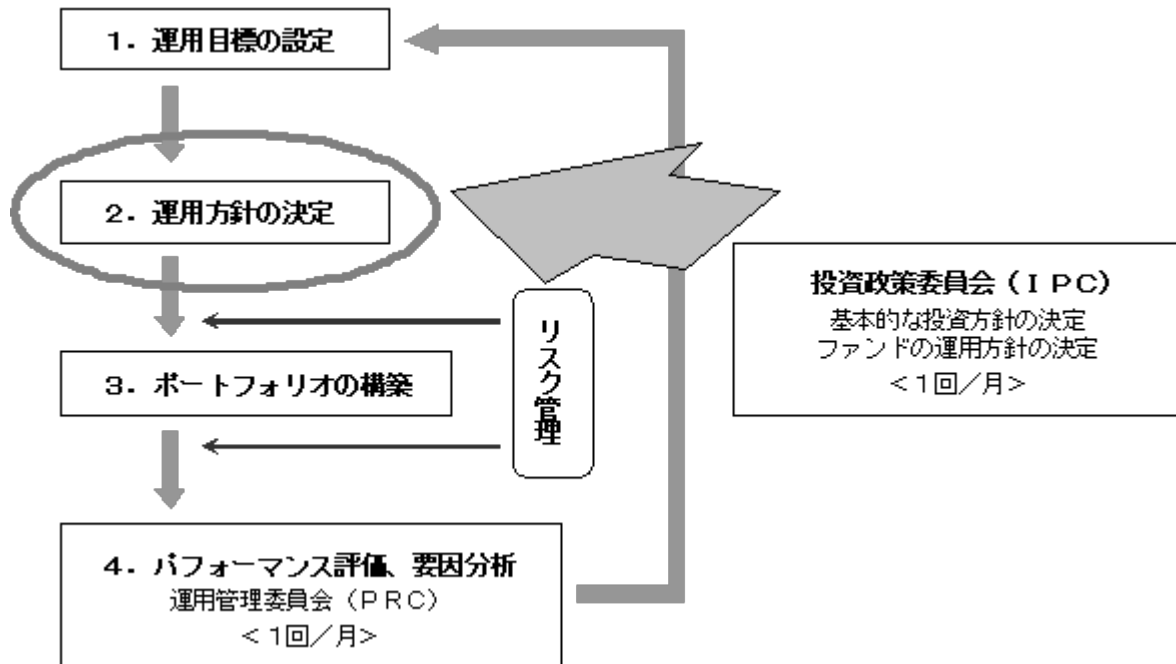 １．運用目標の設定
２．運用方針の決定
リスク管理
投資政策委員会（ＩＰＣ）
基本的な投資方針の決定
ファンドの運用方針の決定
＜１回／月＞
３．ポートフォリオの構築
４．パフォーマンス評価、要因分析
運用管理委員会（ＰＲＣ）
＜１回／月＞